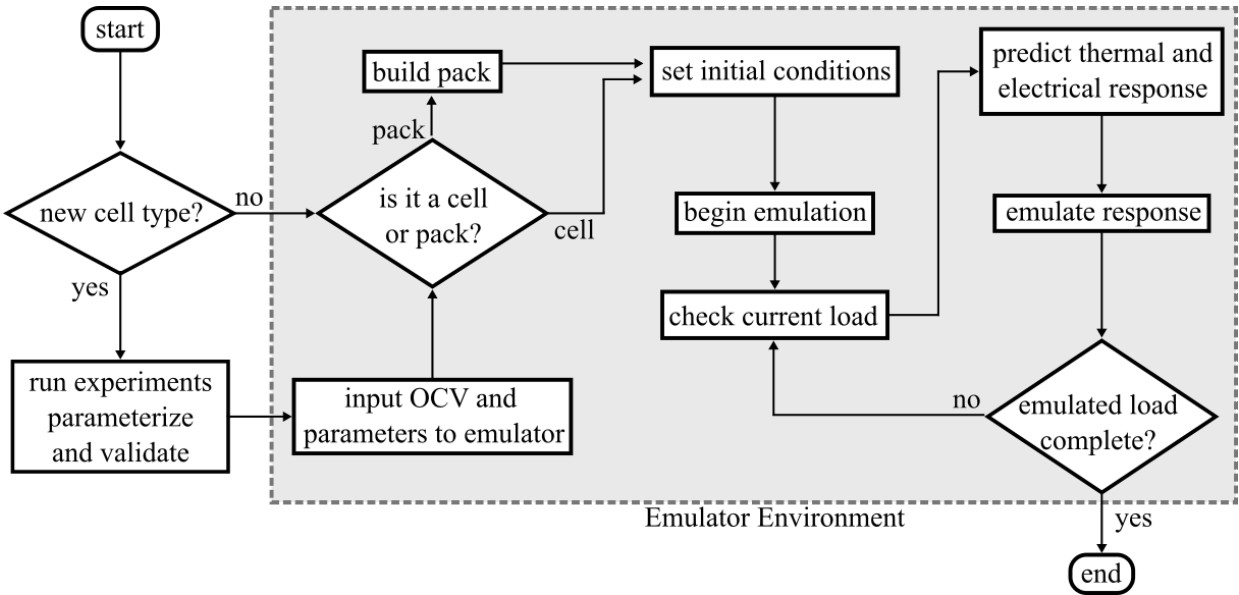 start
new cell type?
no
yes
run experiments
parameterize
and validate
input OCV and
parameters to emulator
is it a cell
or pack?
pack
cell
build pack
set initial conditions
begin emulation
check current load
predict thermal and
electrical response
emulate response
emulated load
complete?
no
yes
end
Emulator Environment